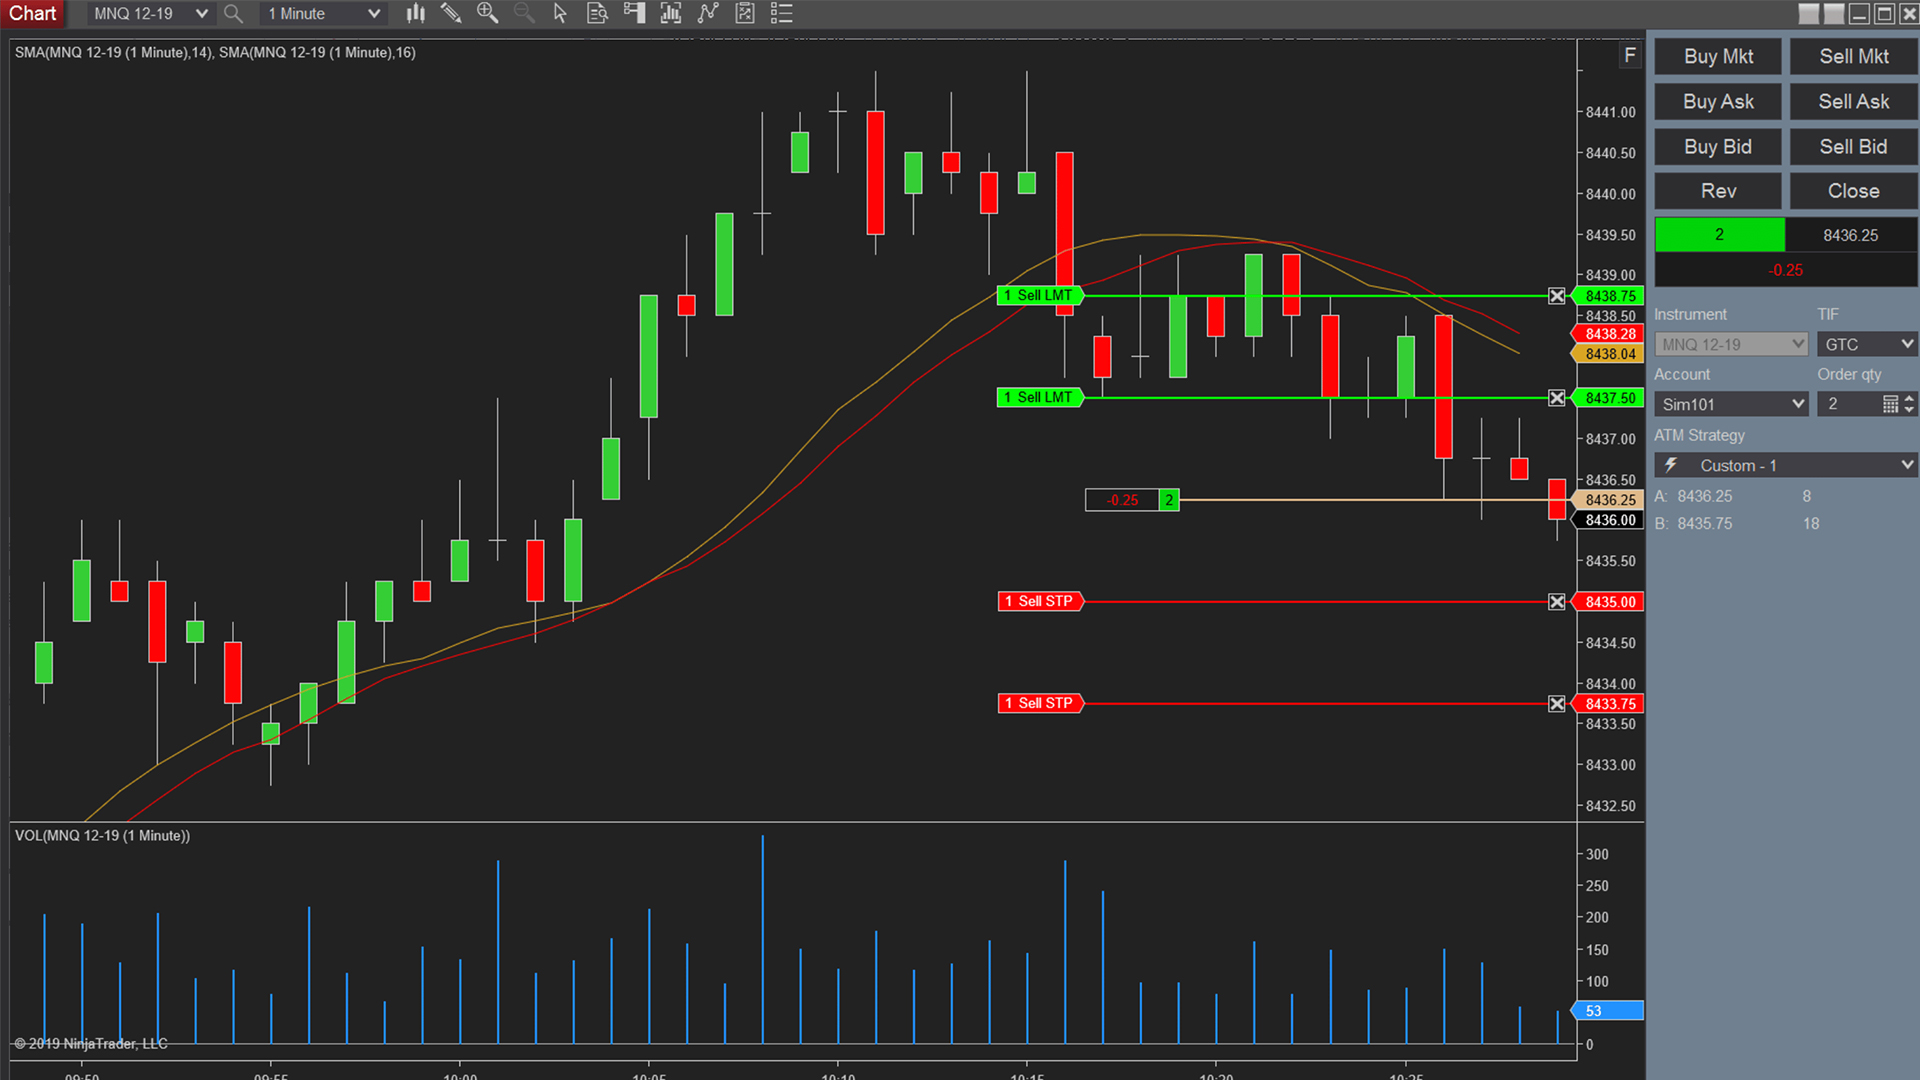 Chart MNQ 12-19 1 Minute
SMA(MNQ 12-19 (1 Minute),14), SMA(MNQ 12-19 (1 Minute),16)
F
8441.00
8440.50
8440.00
8439.50
8439.00
1 Sell LMT 8438.75
8438.50
8438.28
8438.04
1 Sell LMT 8437.50
8437.00
8436.50
-0.25 2 8436.25
8436.00
8435.50
1 Sell STP 8435.00
8434.50
8434.00
1 Sell STP 8433.75
8433.50
8433.00
8432.50
VOL(MNQ 12-19 (1 Minute))
300
250
200
150
100
53
0
© 2019 NinjaTrader, LLC
09:50 09:55 10:00 10:05 10:10 10:15 10:20 10:25
Buy Mkt Sell Mkt
Buy Ask Sell Ask
Buy Bid Sell Bid
Rev Close
2 8436.25
-0.25
Instrument TIF
MNQ 12-19 GTC
Account Order qty
Sim101 2
ATM Strategy
Custom - 1
A: 8436.25 8
B: 8435.75 18